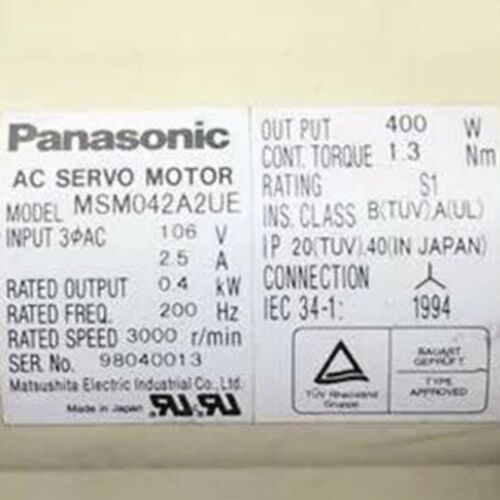 Panasonic
AC SERVO MOTOR
MODEL MSM042A2UE
INPUT 3ΦAC 106 V
2.5 A
RATED OUTPUT 0.4 kW
RATED FREQ. 200 Hz
RATED SPEED 3000 r/min
SER. No. 98040013
Matsushita Electric Industrial Co., Ltd.
Made in Japan
OUT PUT 400 W
CONT. TORQUE 1.3 Nm
RATING S1
INS. CLASS B(TUV),A(UL)
IP 20(TUV),40(IN JAPAN)
CONNECTION
IEC 34-1: 1994
TÜV Rheinland
Gruppe
BAUART
GEPRÜFT
TYPE
APPROVED